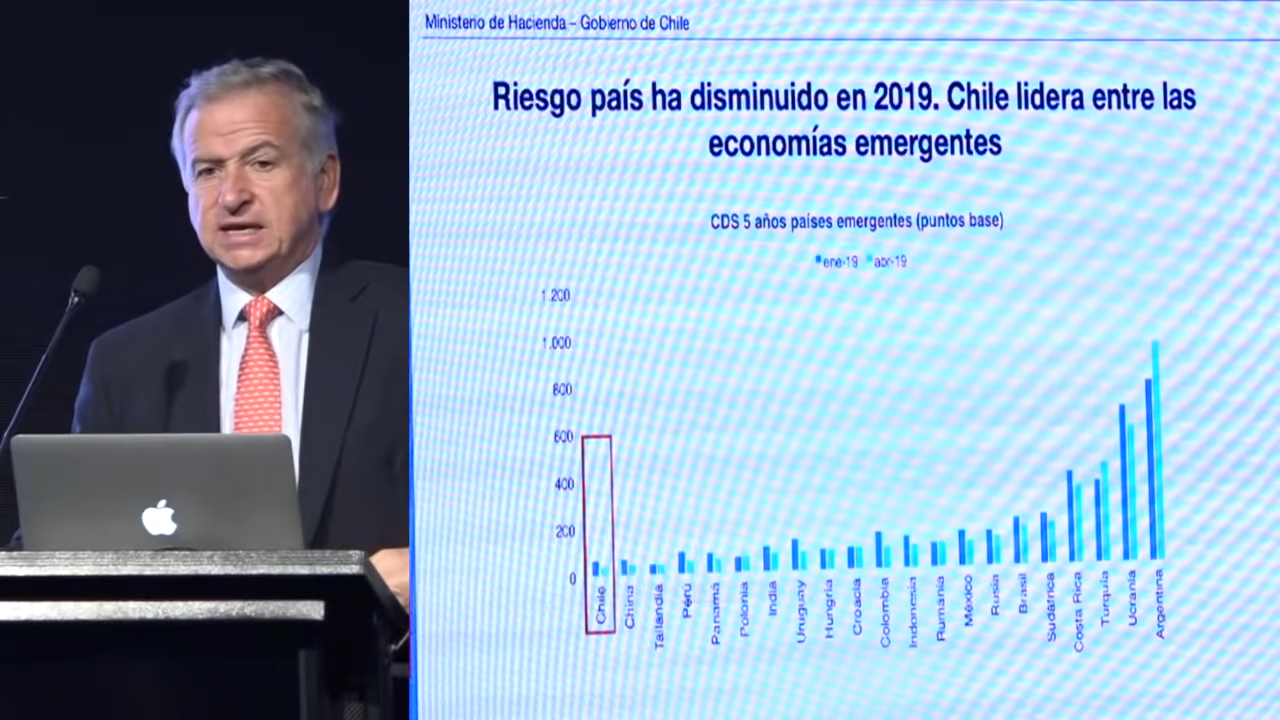 Ministerio de Hacienda – Gobierno de Chile
Riesgo país ha disminuido en 2019. Chile lidera entre las
economías emergentes
CDS 5 años países emergentes (puntos base)
ene-19 abr-19
1.200
1.000
800
600
400
200
0
Chile
China
Tailandia
Perú
Panamá
Polonia
India
Uruguay
Hungría
Croacia
Colombia
Indonesia
Rumania
México
Rusia
Brasil
Sudáfrica
Costa Rica
Turquía
Ucrania
Argentina